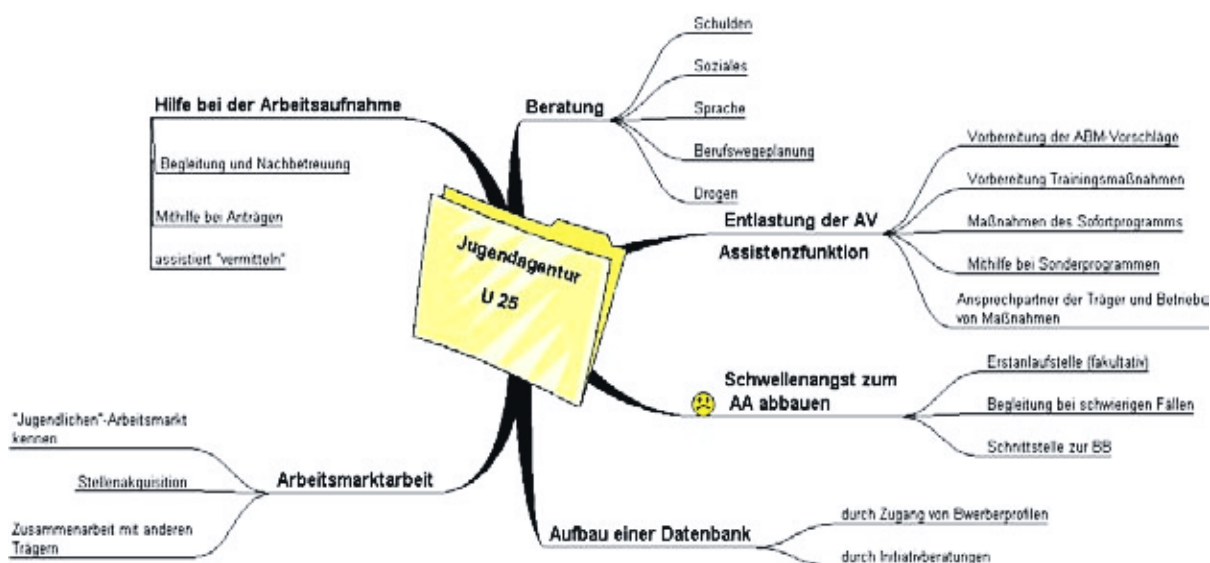 Jugendagentur
U 25
Beratung
Schulden
Soziales
Sprache
Berufswegeplanung
Drogen
Entlastung der AV
Assistenzfunktion
Vorbereitung der ABM-Vorschläge
Vorbereitung Trainingsmaßnahmen
Maßnahmen des Sofortprogramms
Mithilfe bei Sonderprogrammen
Ansprechpartner der Träger und Betriebe
von Maßnahmen
Schwellenangst zum
AA abbauen
Erstanlaufstelle (fakultativ)
Begleitung bei schwierigen Fällen
Schnittstelle zur BB
Aufbau einer Datenbank
durch Zugang von Bwerberprofilen
durch Initiativberatungen
Arbeitsmarktarbeit
"Jugendlichen"-Arbeitsmarkt
kennen
Stellenakquisition
Zusammenarbeit mit anderen
Trägern
Hilfe bei der Arbeitsaufnahme
Begleitung und Nachbetreuung
Mithilfe bei Anträgen
assistiert "vermitteln"